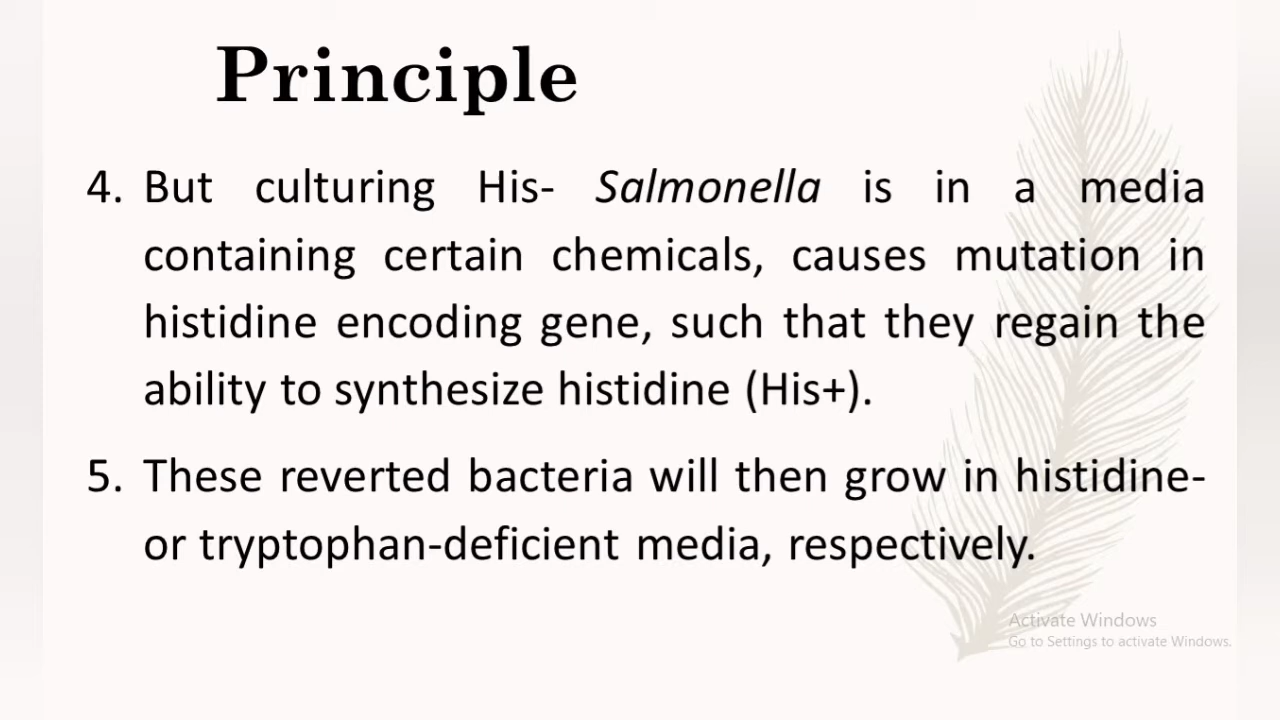 Principle
4. But culturing His- Salmonella is in a media
containing certain chemicals, causes mutation in
histidine encoding gene, such that they regain the
ability to synthesize histidine (His+).
5. These reverted bacteria will then grow in histidine-
or tryptophan-deficient media, respectively.
Activate Windows
Go to Settings to activate Windows.